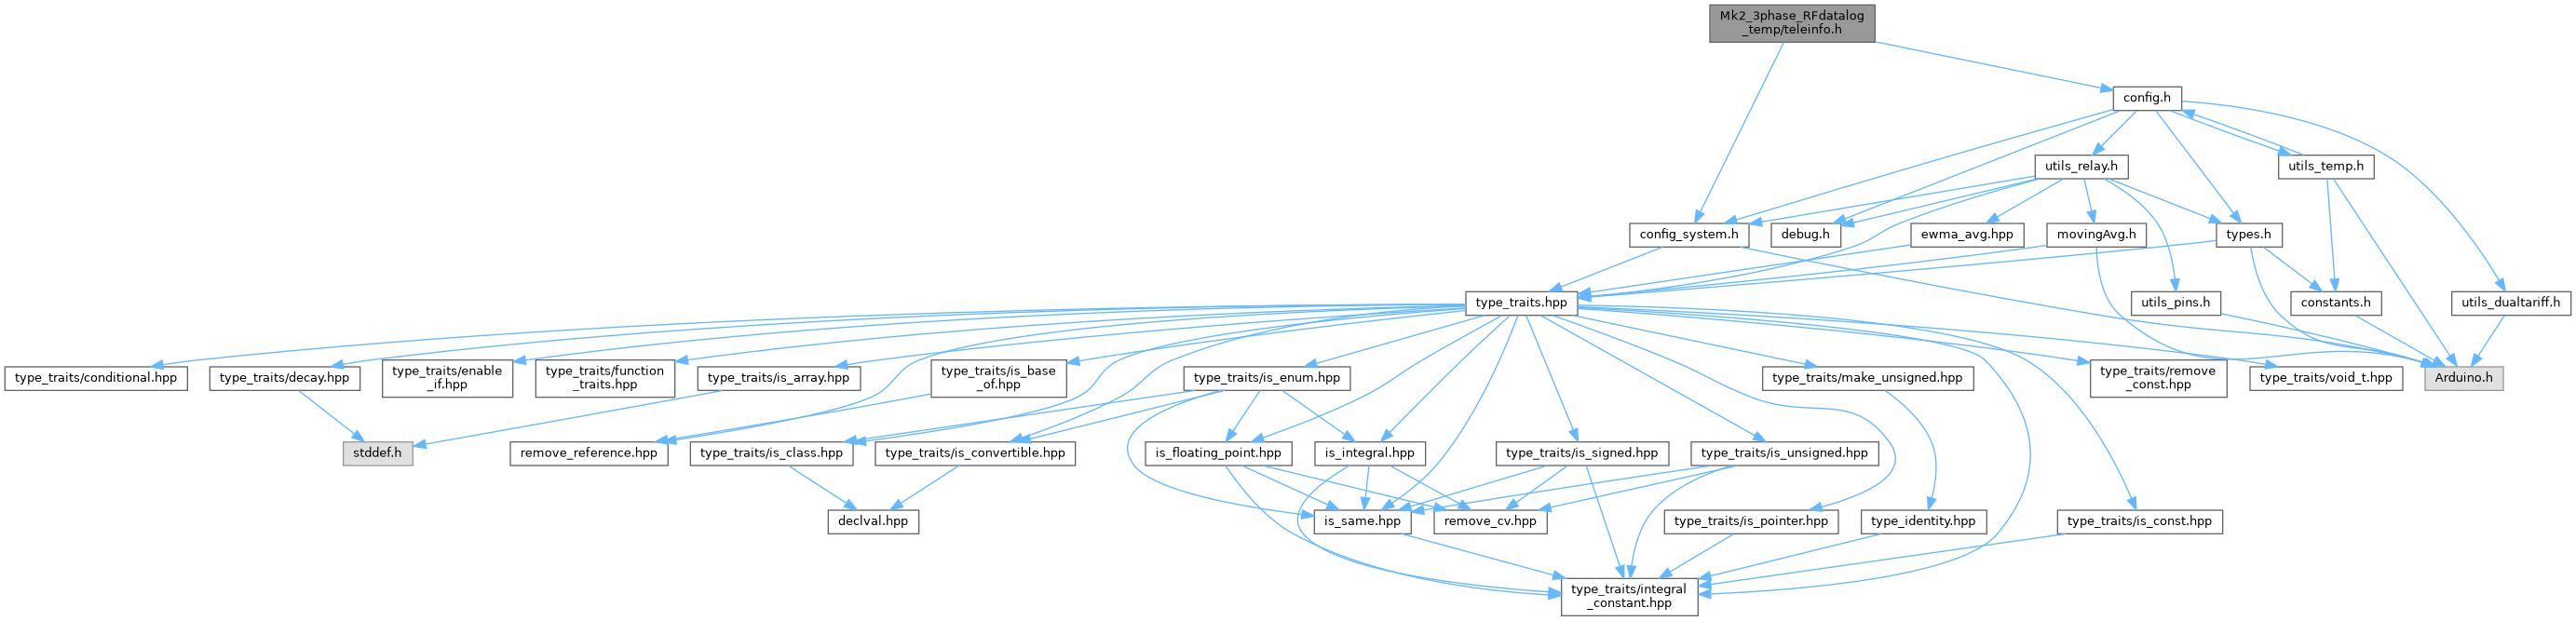 Mk2_3phase_RFdatalog
_temp/teleinfo.h
config.h
utils_relay.h
utils_temp.h
config_system.h
debug.h
ewma_avg.hpp
movingAvg.h
types.h
type_traits.hpp
utils_pins.h
constants.h
utils_dualtariff.h
type_traits/conditional.hpp
type_traits/decay.hpp
type_traits/enable
_if.hpp
type_traits/function
_traits.hpp
type_traits/is_array.hpp
type_traits/is_base
_of.hpp
type_traits/is_enum.hpp
type_traits/make_unsigned.hpp
type_traits/remove
_const.hpp
type_traits/void_t.hpp
Arduino.h
stddef.h
remove_reference.hpp
type_traits/is_class.hpp
type_traits/is_convertible.hpp
is_floating_point.hpp
is_integral.hpp
type_traits/is_signed.hpp
type_traits/is_unsigned.hpp
declval.hpp
is_same.hpp
remove_cv.hpp
type_traits/is_pointer.hpp
type_identity.hpp
type_traits/is_const.hpp
type_traits/integral
_constant.hpp